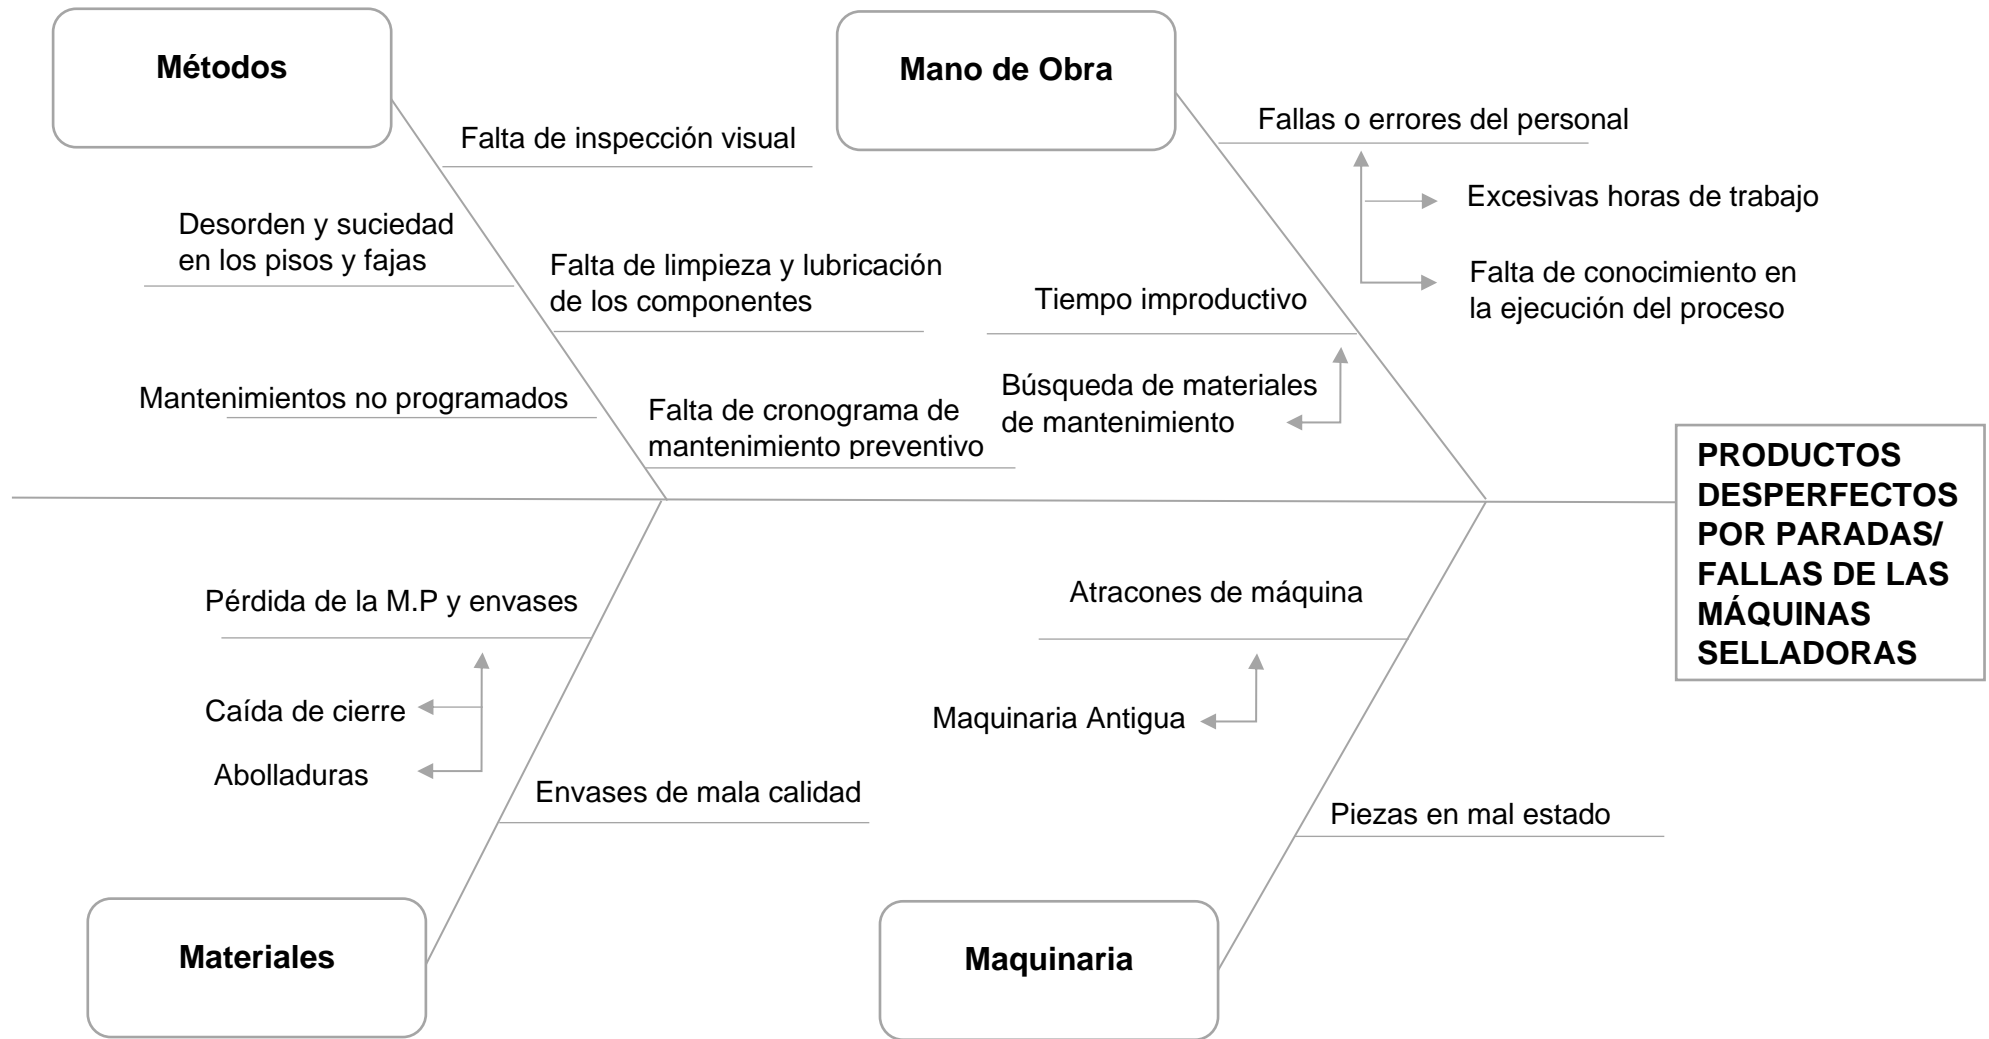 Métodos
Mano de Obra
Falta de inspección visual
Fallas o errores del personal
Excesivas horas de trabajo
Desorden y suciedad
en los pisos y fajas
Falta de limpieza y lubricación
de los componentes
Tiempo improductivo
Falta de conocimiento en
la ejecución del proceso
Mantenimientos no programados
Falta de cronograma de
mantenimiento preventivo
Búsqueda de materiales
de mantenimiento
PRODUCTOS
DESPERFECTOS
POR PARADAS/
FALLAS DE LAS
MÁQUINAS
SELLADORAS
Pérdida de la M.P y envases
Atracones de máquina
Caída de cierre
Maquinaria Antigua
Abolladuras
Envases de mala calidad
Piezas en mal estado
Materiales
Maquinaria